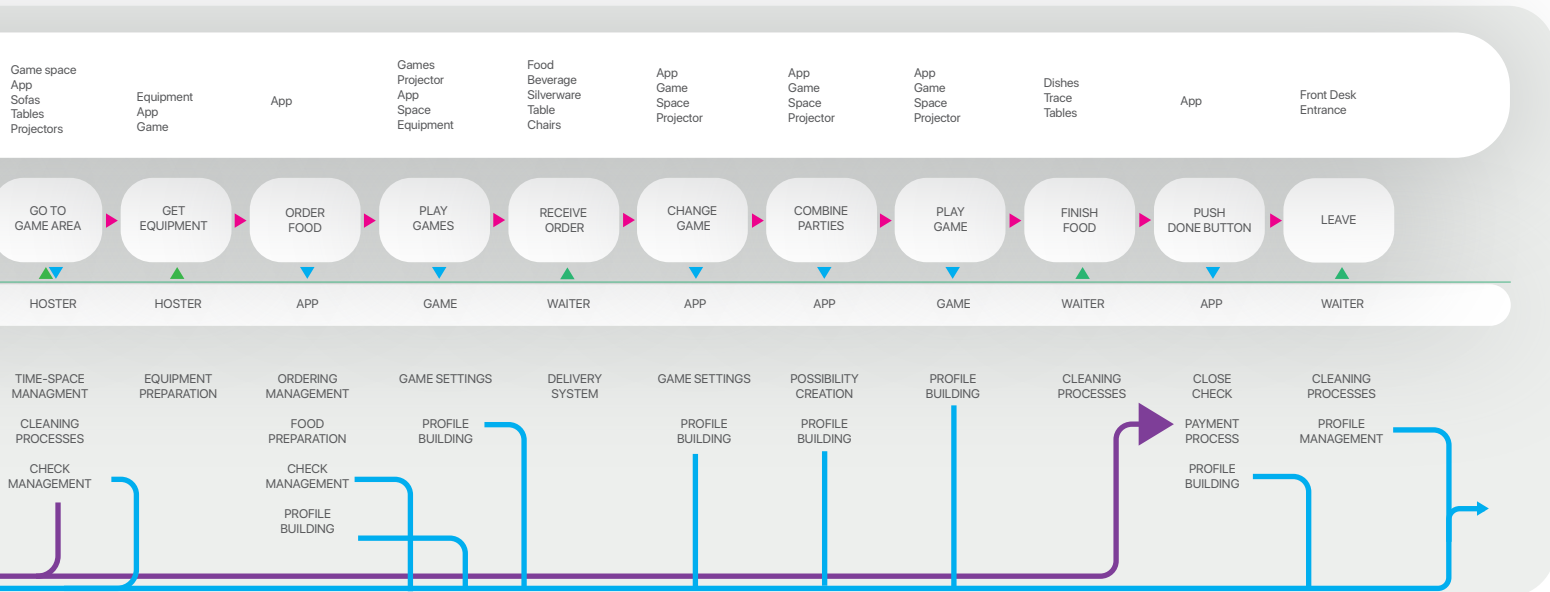 Game space
App
Sofas
Tables
Projectors
Equipment
App
Game
App
Games
Projector
App
Space
Equipment
Food
Beverage
Silverware
Table
Chairs
App
Game
Space
Projector
App
Game
Space
Projector
App
Game
Space
Projector
Dishes
Trace
Tables
App
Front Desk
Entrance
GO TO
GAME AREA
GET
EQUIPMENT
ORDER
FOOD
PLAY
GAMES
RECEIVE
ORDER
CHANGE
GAME
COMBINE
PARTIES
PLAY
GAME
FINISH
FOOD
PUSH
DONE BUTTON
LEAVE
HOSTER
HOSTER
APP
GAME
WAITER
APP
APP
GAME
WAITER
APP
WAITER
TIME-SPACE
MANAGMENT
CLEANING
PROCESSES
CHECK
MANAGEMENT
EQUIPMENT
PREPARATION
ORDERING
MANAGEMENT
FOOD
PREPARATION
CHECK
MANAGEMENT
PROFILE
BUILDING
GAME SETTINGS
PROFILE
BUILDING
DELIVERY
SYSTEM
GAME SETTINGS
PROFILE
BUILDING
POSSIBILITY
CREATION
PROFILE
BUILDING
PROFILE
BUILDING
CLEANING
PROCESSES
CLOSE
CHECK
PAYMENT
PROCESS
PROFILE
BUILDING
CLEANING
PROCESSES
PROFILE
MANAGEMENT